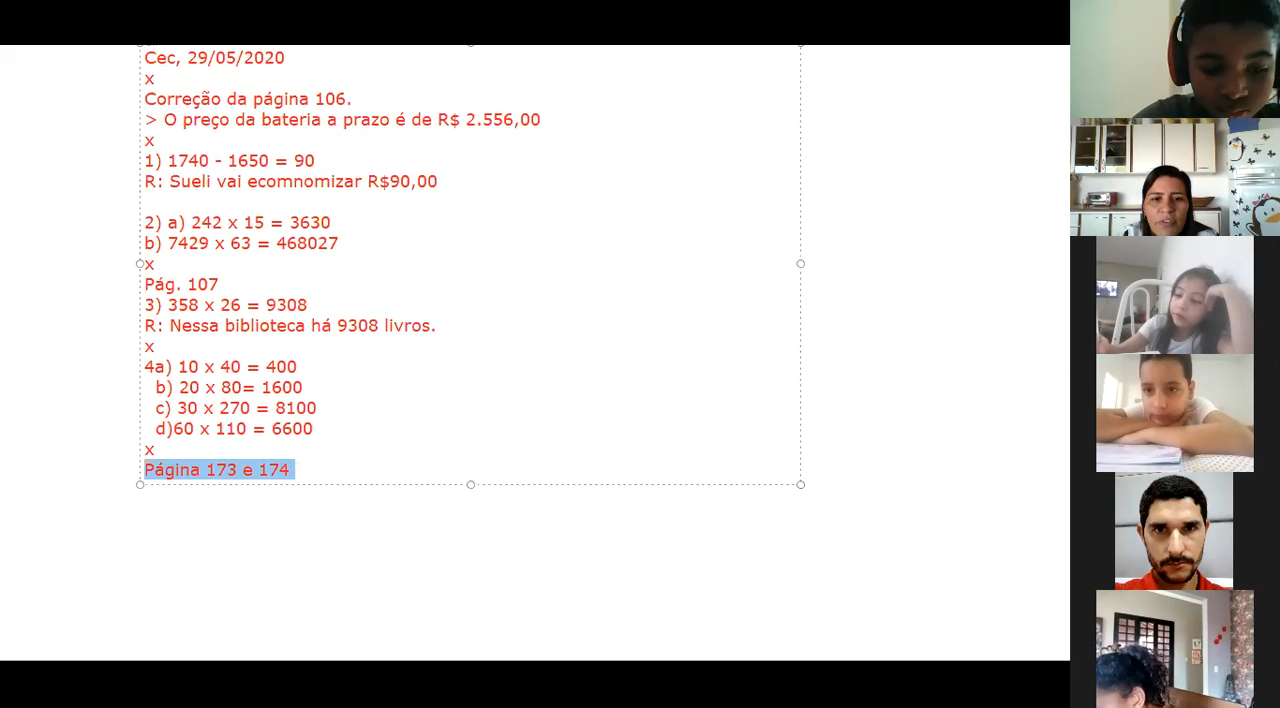 Cec, 29/05/2020
x
Correção da página 106.
> O preço da bateria a prazo é de R$ 2.556,00
x
1) 1740 - 1650 = 90
R: Sueli vai ecomnomizar R$90,00
2) a) 242 x 15 = 3630
b) 7429 x 63 = 468027
x
Pág. 107
3) 358 x 26 = 9308
R: Nessa biblioteca há 9308 livros.
x
4a) 10 x 40 = 400
b) 20 x 80= 1600
c) 30 x 270 = 8100
d)60 x 110 = 6600
x
Página 173 e 174